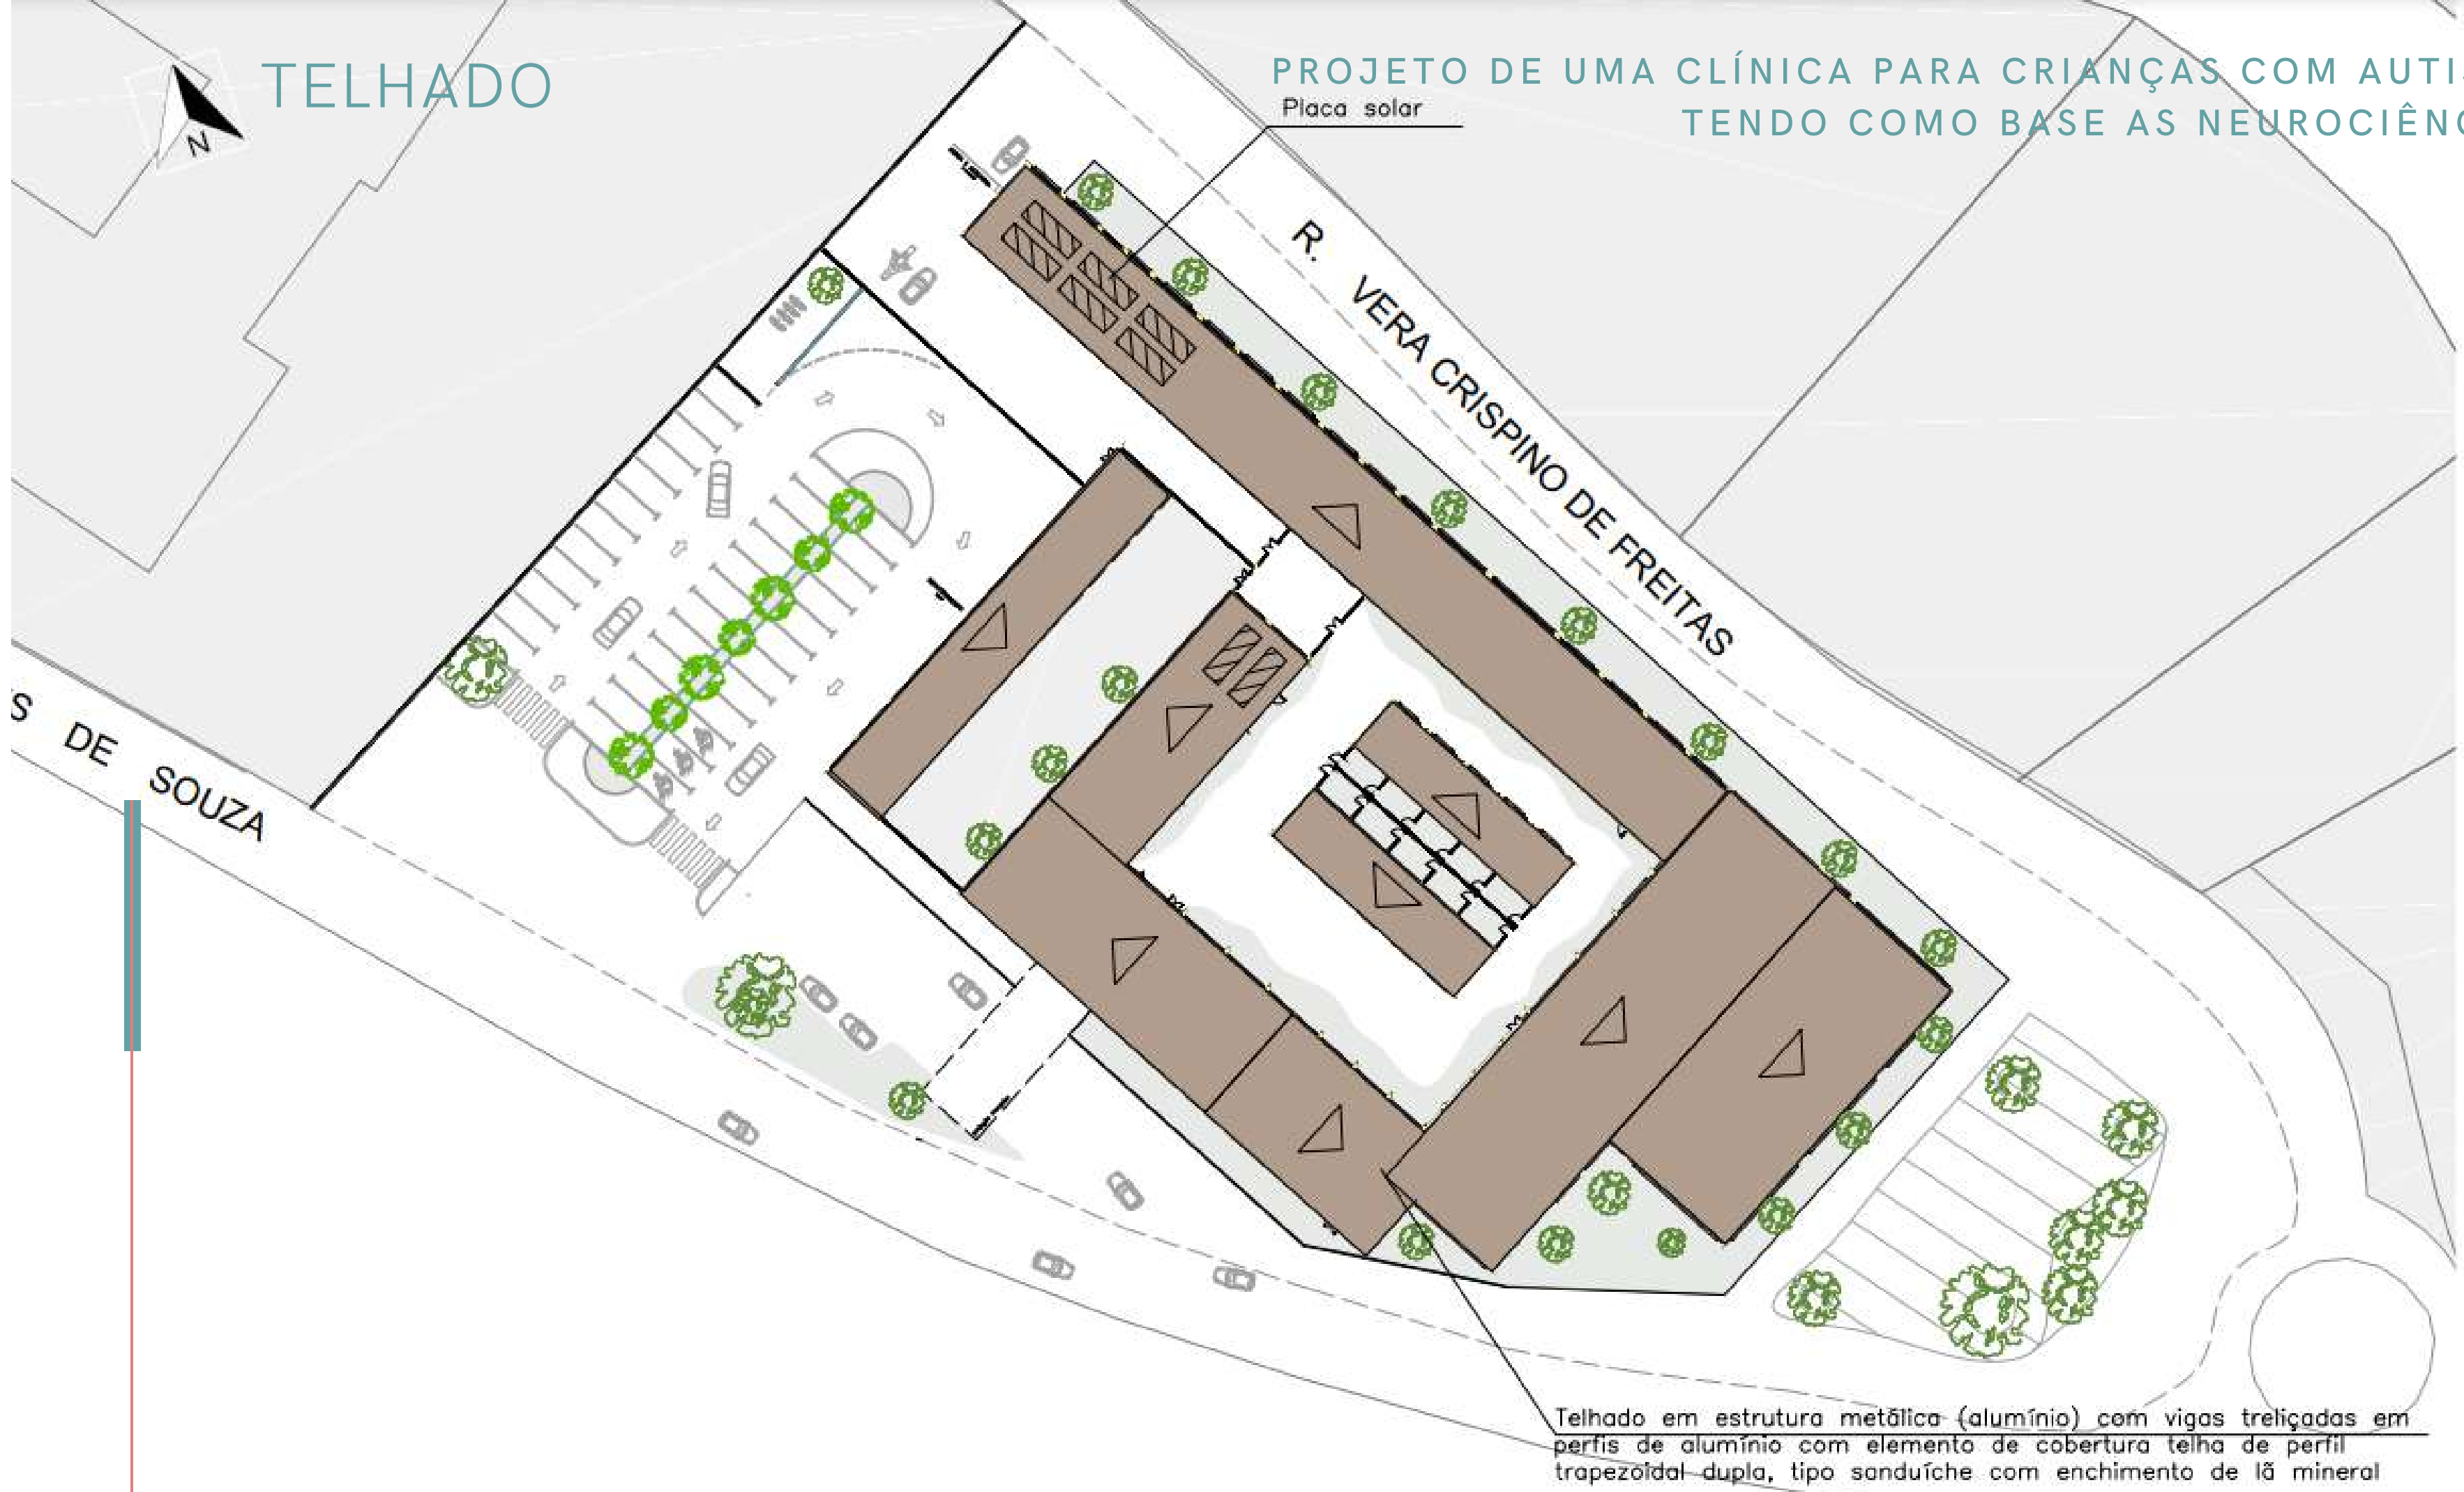 TELHADO
N
PROJETO DE UMA CLÍNICA PARA CRIANÇAS COM
TENDO COMO BASE AS
Placa solar
R. VERA CRISPINO DE FREITAS
DE SOUZA
Telhado em estrutura metálica (alumínio) com vigas treliçadas em
perfis de alumínio com elemento de cobertura telha de perfil
trapezoidal dupla, tipo sanduíche com enchimento de lã mineral